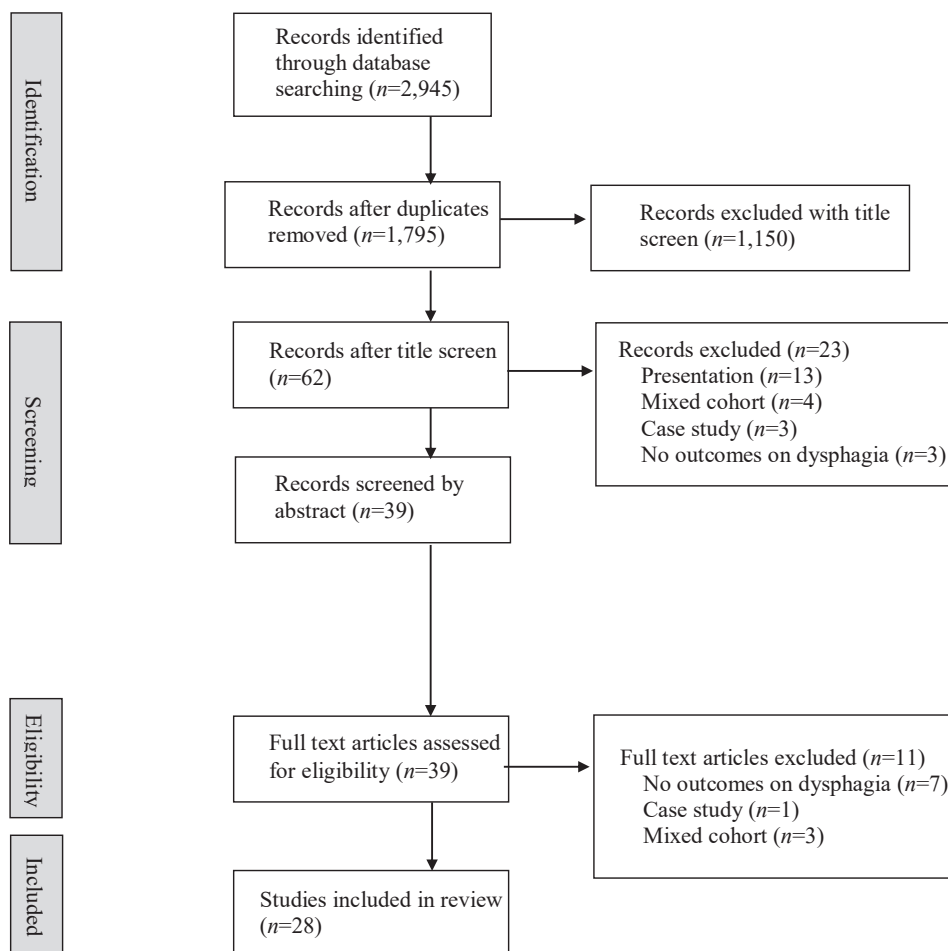 Identification
Records identified
through database
searching (n=2,945)
Records after duplicates
removed (n=1,795)
Records excluded with title
screen (n=1,150)
Screening
Records after title screen
(n=62)
Records excluded (n=23)
Presentation (n=13)
Mixed cohort (n=4)
Case study (n=3)
No outcomes on dysphagia (n=3)
Records screened by
abstract (n=39)
Eligibility
Full text articles assessed
for eligibility (n=39)
Full text articles excluded (n=11)
No outcomes on dysphagia (n=7)
Case study (n=1)
Mixed cohort (n=3)
Included
Studies included in review
(n=28)